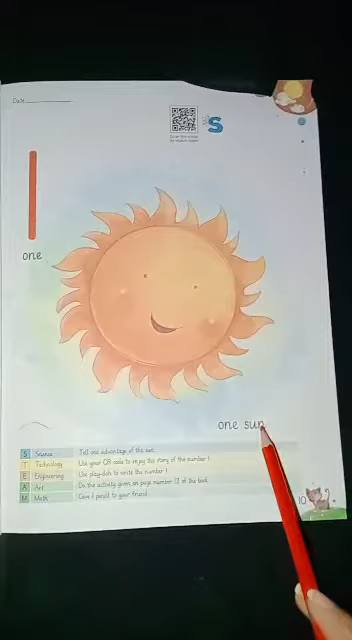 Date
S
one
one sun
S Science Tell one advantage of the sun.
T Technology Use your QR code to enjoy the story of the number 1
E Engineering Use play-doh to write the number 1
A Art Do the activity given on page number of the book
M Math Give 1 pencil to your friend
10